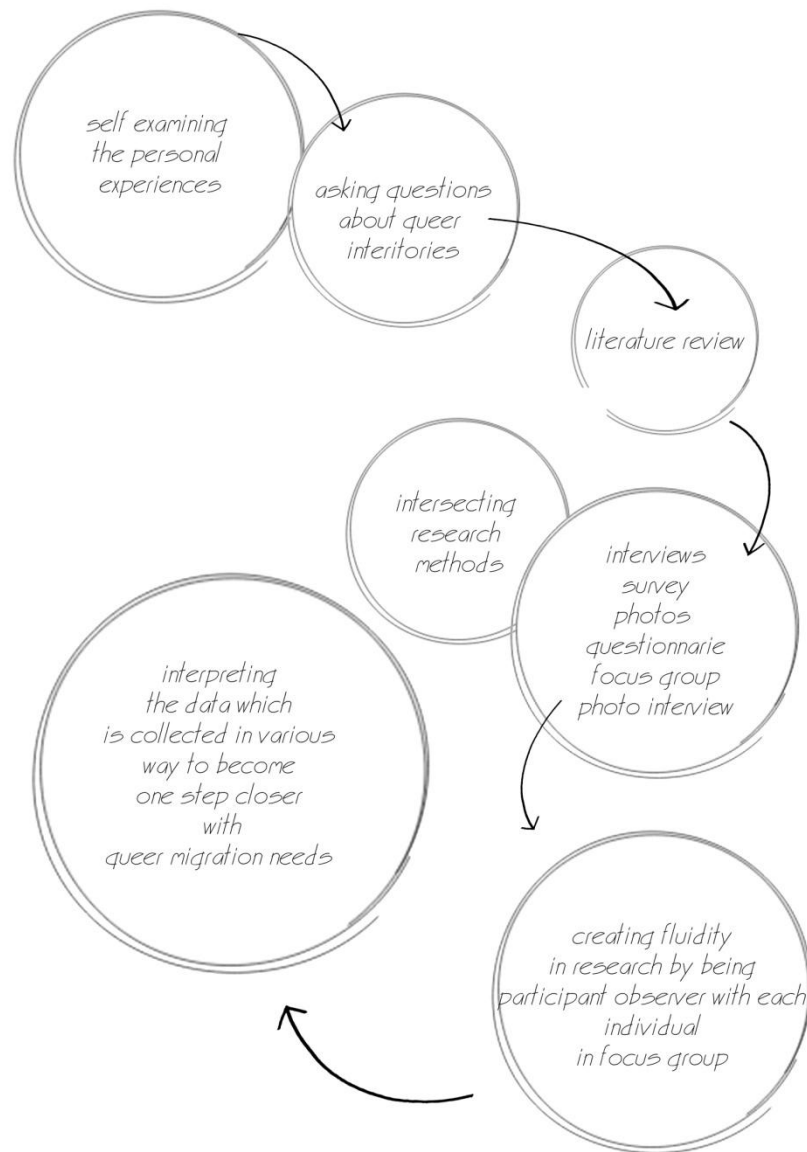 self examining
the personal
experiences
asking questions
about queer
interitories
literature review
intersecting
research
methods
interviews
survey
photos
questionnarie
focus group
photo interview
creating fluidity
in research by being
participant observer with each
individual
in focus group
interpreting
the data which
is collected in various
way to become
one step closer
with
queer migration needs